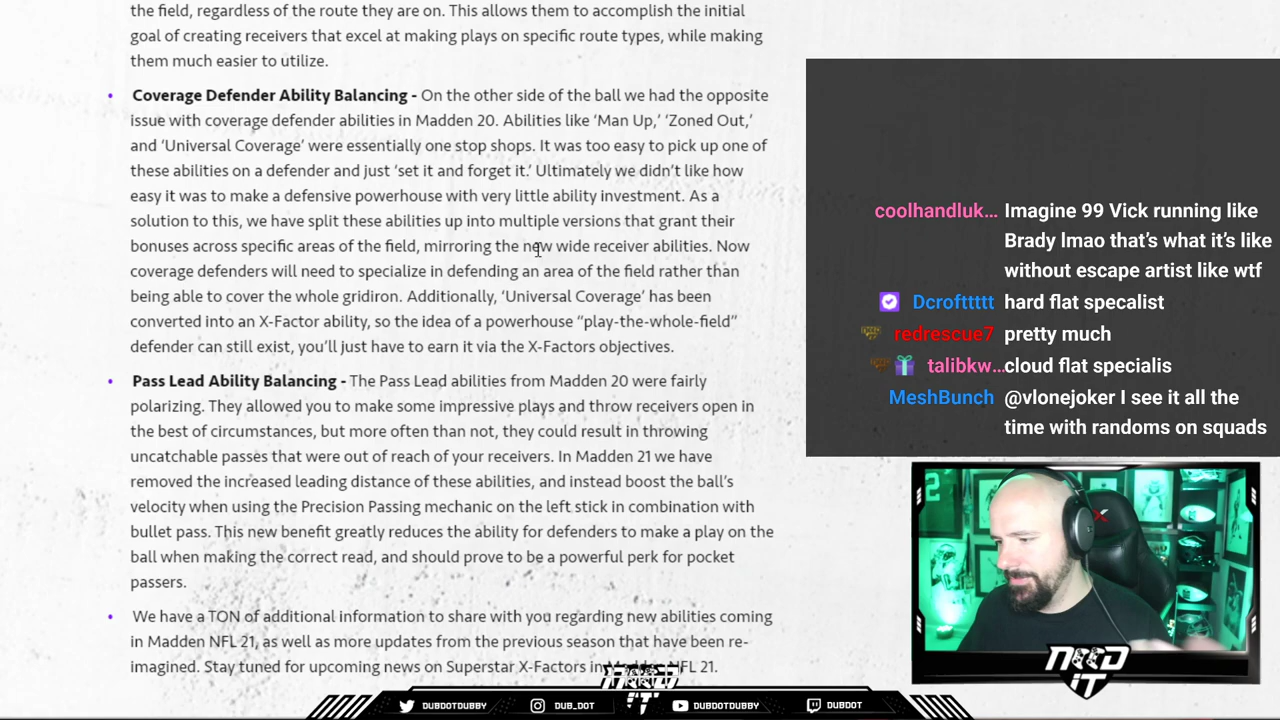 the field, regardless of the route they are on. This allows them to accomplish the initial
goal of creating receivers that excel at making plays on specific route types, while making
them much easier to utilize.
• Coverage Defender Ability Balancing - On the other side of the ball we had the opposite
issue with coverage defender abilities in Madden 20. Abilities like ‘Man Up,’ ‘Zoned Out,’
and ‘Universal Coverage’ were essentially one stop shops. It was too easy to pick up one of
these abilities on a defender and just ‘set it and forget it.’ Ultimately we didn’t like how
easy it was to make a defensive powerhouse with very little ability investment. As a
solution to this, we have split these abilities up into multiple versions that grant their
bonuses across specific areas of the field, mirroring the new wide receiver abilities. Now
coverage defenders will need to specialize in defending an area of the field rather than
being able to cover the whole gridiron. Additionally, ‘Universal Coverage’ has been
converted into an X-Factor ability, so the idea of a powerhouse “play-the-whole-field”
defender can still exist, you’ll just have to earn it via the X-Factors objectives.
• Pass Lead Ability Balancing - The Pass Lead abilities from Madden 20 were fairly
polarizing. They allowed you to make some impressive plays and throw receivers open in
the best of circumstances, but more often than not, they could result in throwing
uncatchable passes that were out of reach of your receivers. In Madden 21 we have
removed the increased leading distance of these abilities, and instead boost the ball’s
velocity when using the Precision Passing mechanic on the left stick in combination with
bullet pass. This new benefit greatly reduces the ability for defenders to make a play on the
ball when making the correct read, and should prove to be a powerful perk for pocket
passers.
• We have a TON of additional information to share with you regarding new abilities coming
in Madden NFL 21, as well as more updates from the previous season that have been re-
imagined. Stay tuned for upcoming news on Superstar X-Factors in NFL 21.
coolhandluk… Imagine 99 Vick running like
Brady lmao that’s what it’s like
without escape artist like wtf
Dcrofttttt hard flat specalist
redrescue7 pretty much
talibkw… cloud flat specialis
MeshBunch @vlonejoker I see it all the
time with randoms on squads
NEED
IT
DUBDOTDUBBY DUB_DOT DUBDOTDUBBY DUBDOT